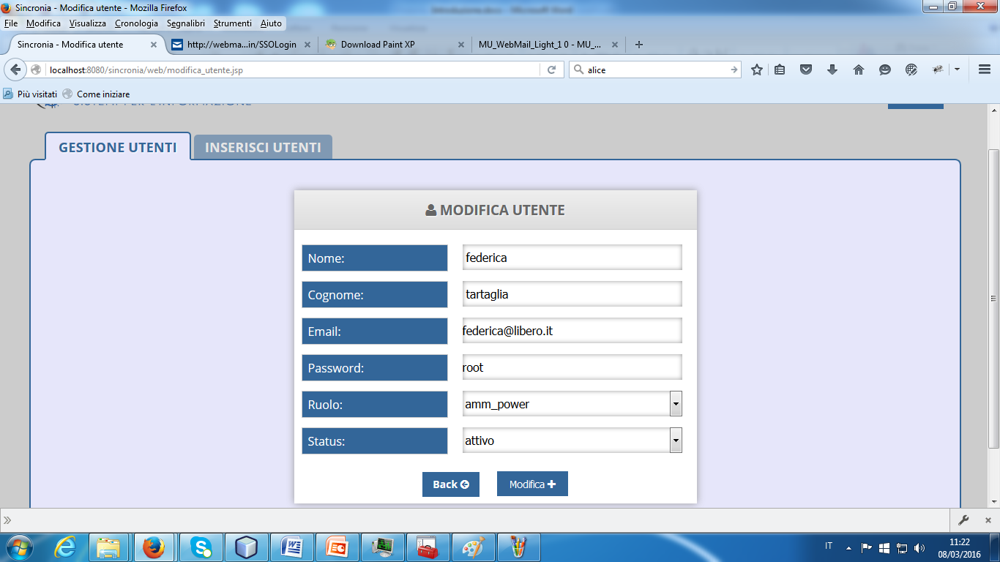 Sincronia - Modifica utente - Mozilla Firefox
File Modifica Visualizza Cronologia Segnalibri Strumenti Aiuto
Sincronia - Modifica utente
http://webma...in/SSOLogin
Download Paint XP
MU_WebMail_Light_1 0 - MU_...
localhost:8080/sincronia/web/modifica_utente.jsp
alice
Più visitati Come iniziare
GESTIONE UTENTI INSERISCI UTENTI
MODIFICA UTENTE
Nome: federica
Cognome: tartaglia
Email: federica@libero.it
Password: root
Ruolo: amm_power
Status: attivo
Back Modifica
IT
11:22
08/03/2016